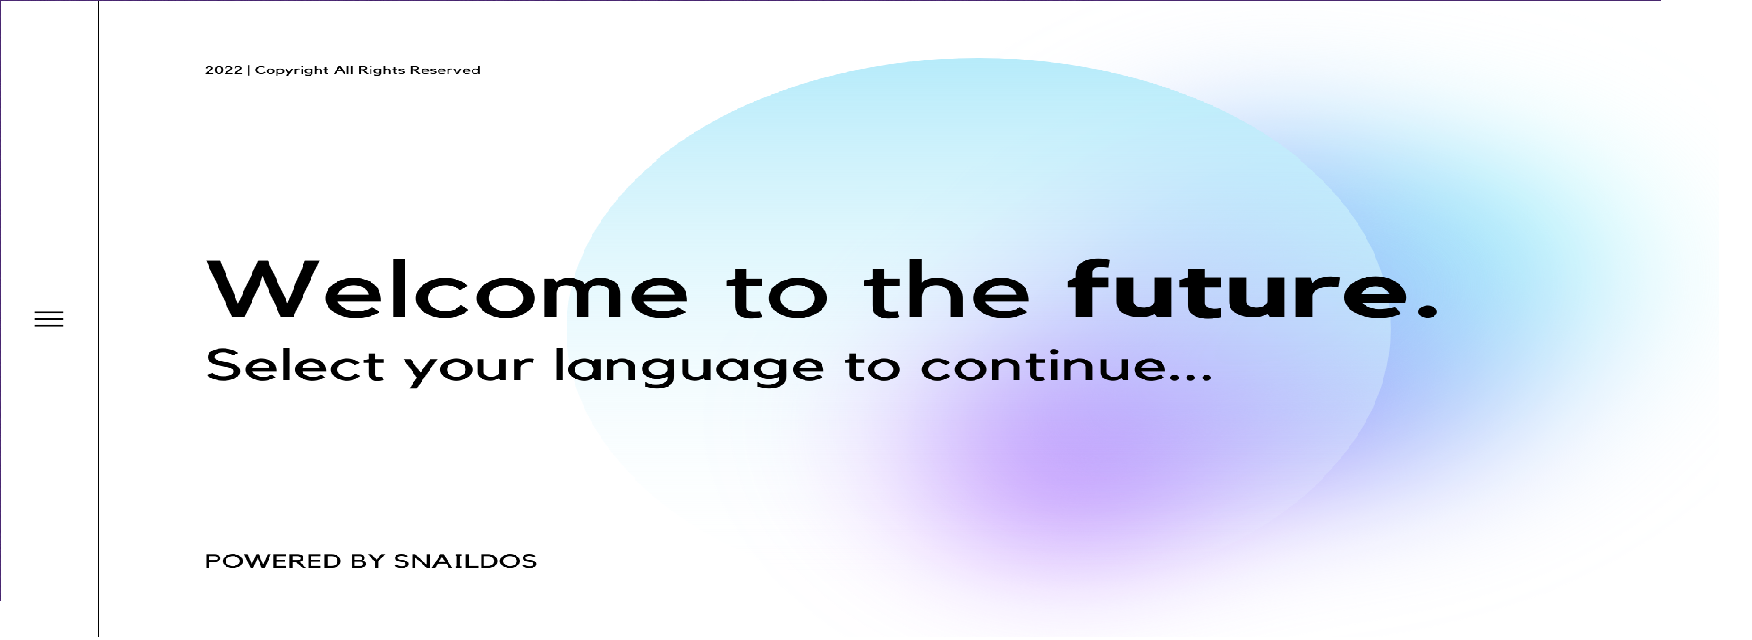 2022 | Copyright All Rights Reserved
Welcome to the future.
Select your language to continue...
POWERED BY SNAILDOS